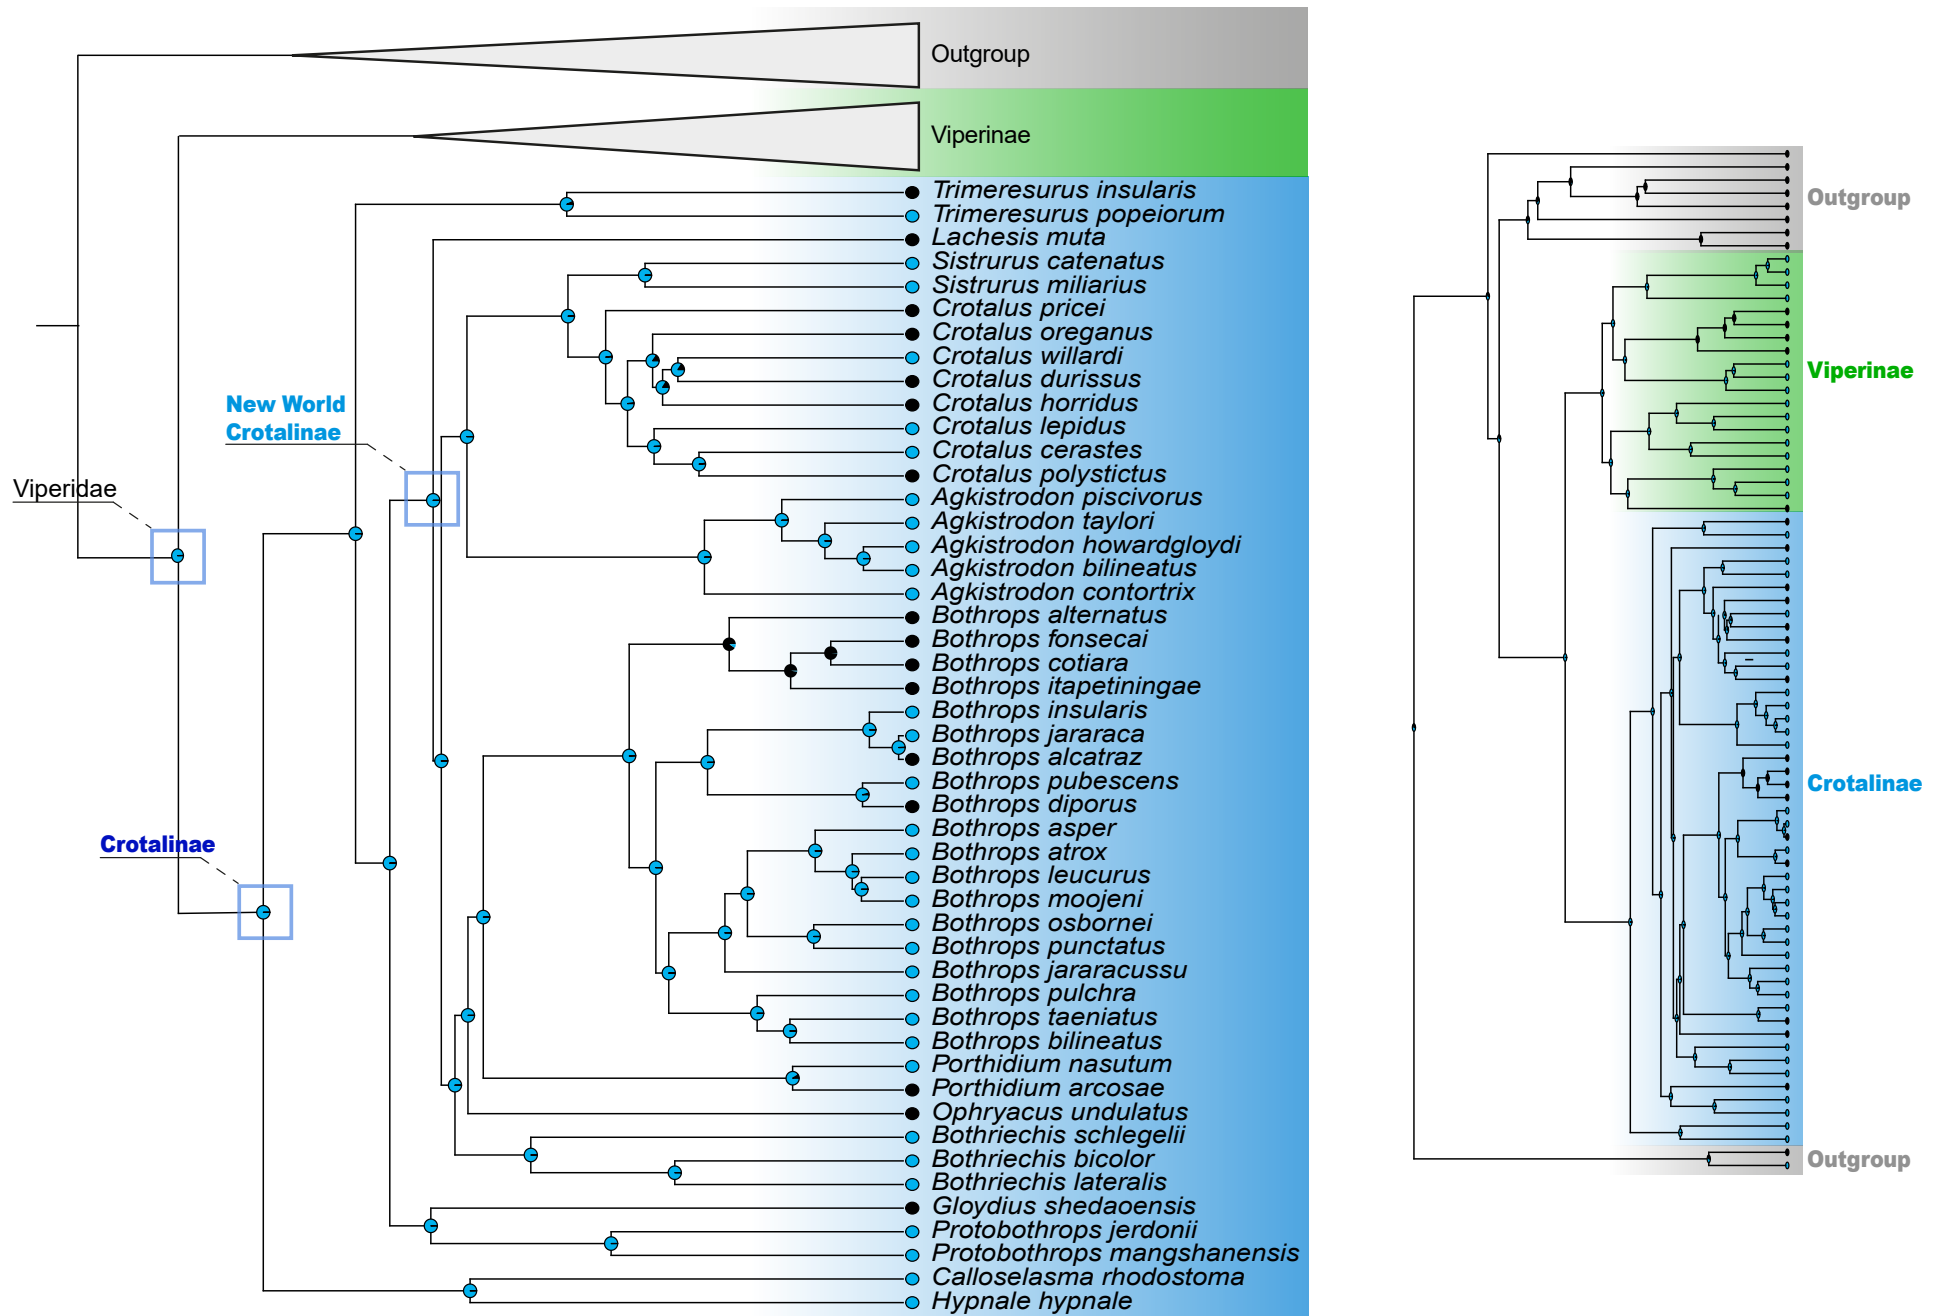 Outgroup
Viperinae
Trimeresurus insularis
Trimeresurus popeiorum
Lachesis muta
Sistrurus catenatus
Sistrurus miliarius
Crotalus pricei
Crotalus oreganus
Crotalus willardi
Crotalus durissus
Crotalus horridus
Crotalus lepidus
Crotalus cerastes
Crotalus polystictus
Agkistrodon piscivorus
Agkistrodon taylori
Agkistrodon howardgloydi
Agkistrodon bilineatus
Agkistrodon contortrix
Bothrops alternatus
Bothrops fonsecai
Bothrops cotiara
Bothrops itapetiningae
Bothrops insularis
Bothrops jararaca
Bothrops alcatraz
Bothrops pubescens
Bothrops diporus
Bothrops asper
Bothrops atrox
Bothrops leucurus
Bothrops moojeni
Bothrops osbornei
Bothrops punctatus
Bothrops jararacussu
Bothrops pulchra
Bothrops taeniatus
Bothrops bilineatus
Porthidium nasutum
Porthidium arcosae
Ophryacus undulatus
Bothriechis schlegelii
Bothriechis bicolor
Bothriechis lateralis
Gloydius shedaoensis
Protobothrops jerdonii
Protobothrops mangshanensis
Calloselasma rhodostoma
Hypnale hypnale
New World
Crotalinae
Viperidae
Crotalinae
Outgroup
Viperinae
Crotalinae
Outgroup